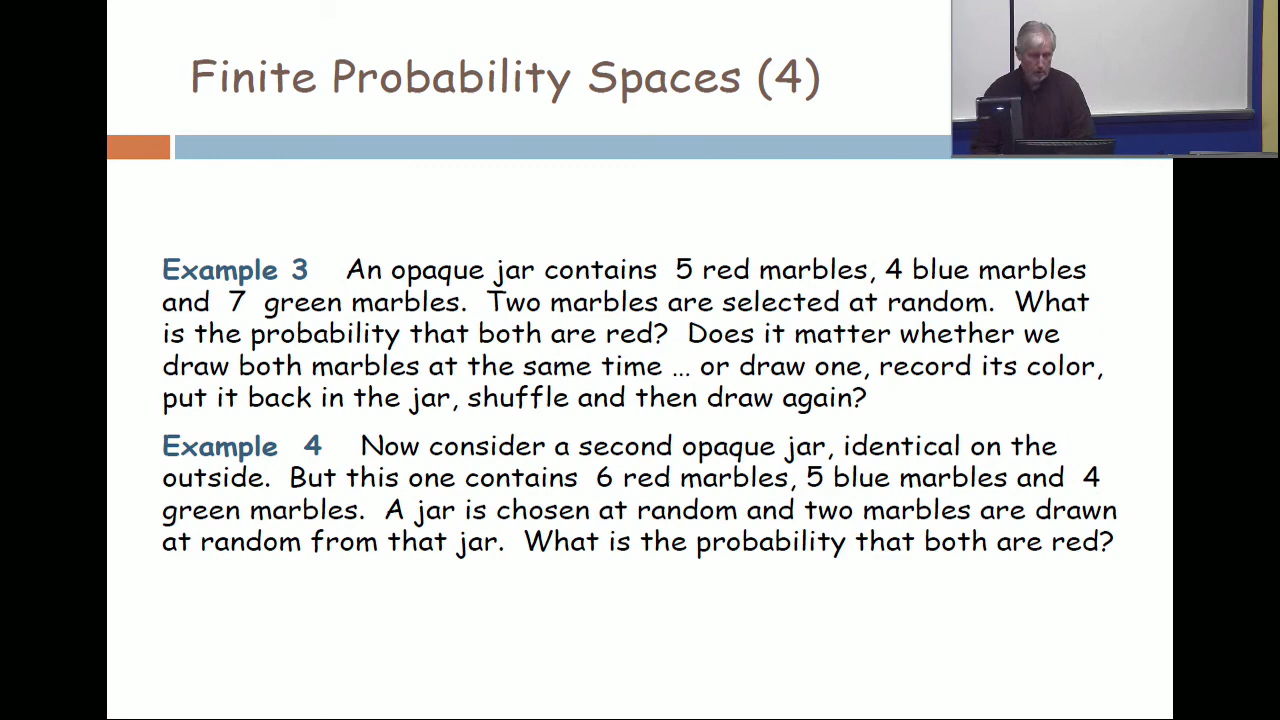 Finite Probability Spaces (4)
Example 3 An opaque jar contains 5 red marbles, 4 blue marbles
and 7 green marbles. Two marbles are selected at random. What
is the probability that both are red? Does it matter whether we
draw both marbles at the same time ... or draw one, record its color,
put it back in the jar, shuffle and then draw again?
Example 4 Now consider a second opaque jar, identical on the
outside. But this one contains 6 red marbles, 5 blue marbles and 4
green marbles. A jar is chosen at random and two marbles are drawn
at random from that jar. What is the probability that both are red?